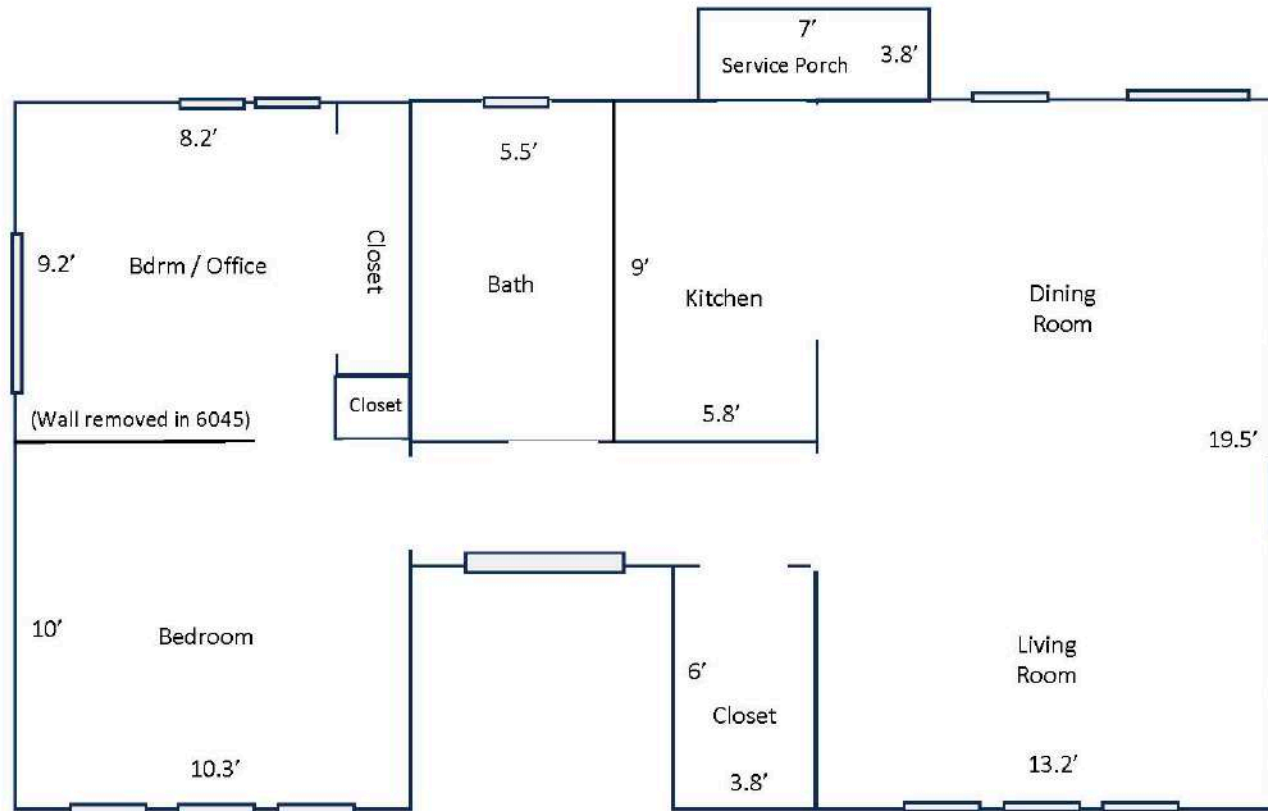 7’
3.8’
Service Porch
8.2’
5.5’
9.2’
Bdrm / Office
Closet
Bath
9’
Kitchen
Dining
Room
Closet
(Wall removed in 6045)
5.8’
19.5’
10’
Bedroom
6’
Living
Room
Closet
10.3’
3.8’
13.2’